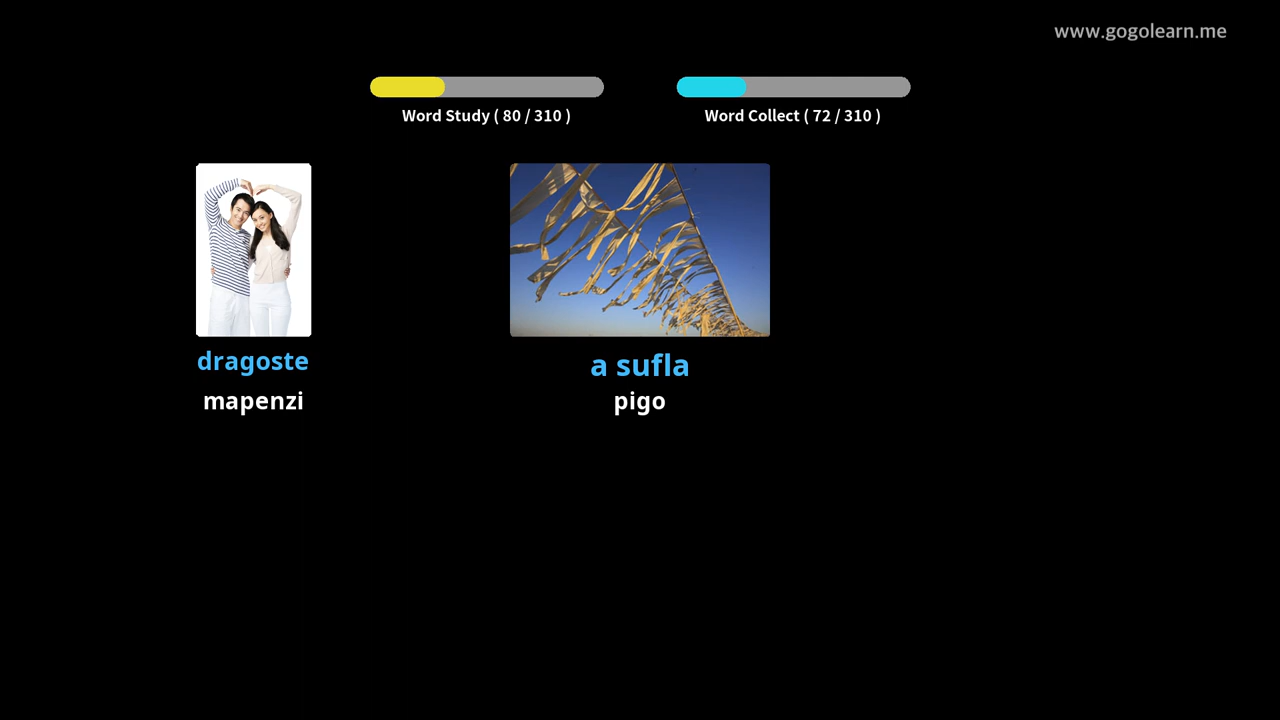 www.gogolearn.me
Word Study ( 80 / 310 )
Word Collect ( 72 / 310 )
dragoste
mapenzi
a sufla
pigo